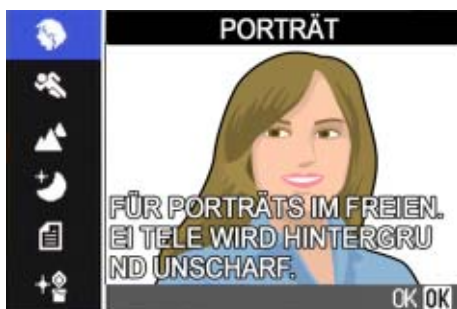 PORTRÄT
FÜR PORTRÄTS IM FREIEN.
EI TELE WIRD HINTERGRU
ND UNSCHARF.
OK OK